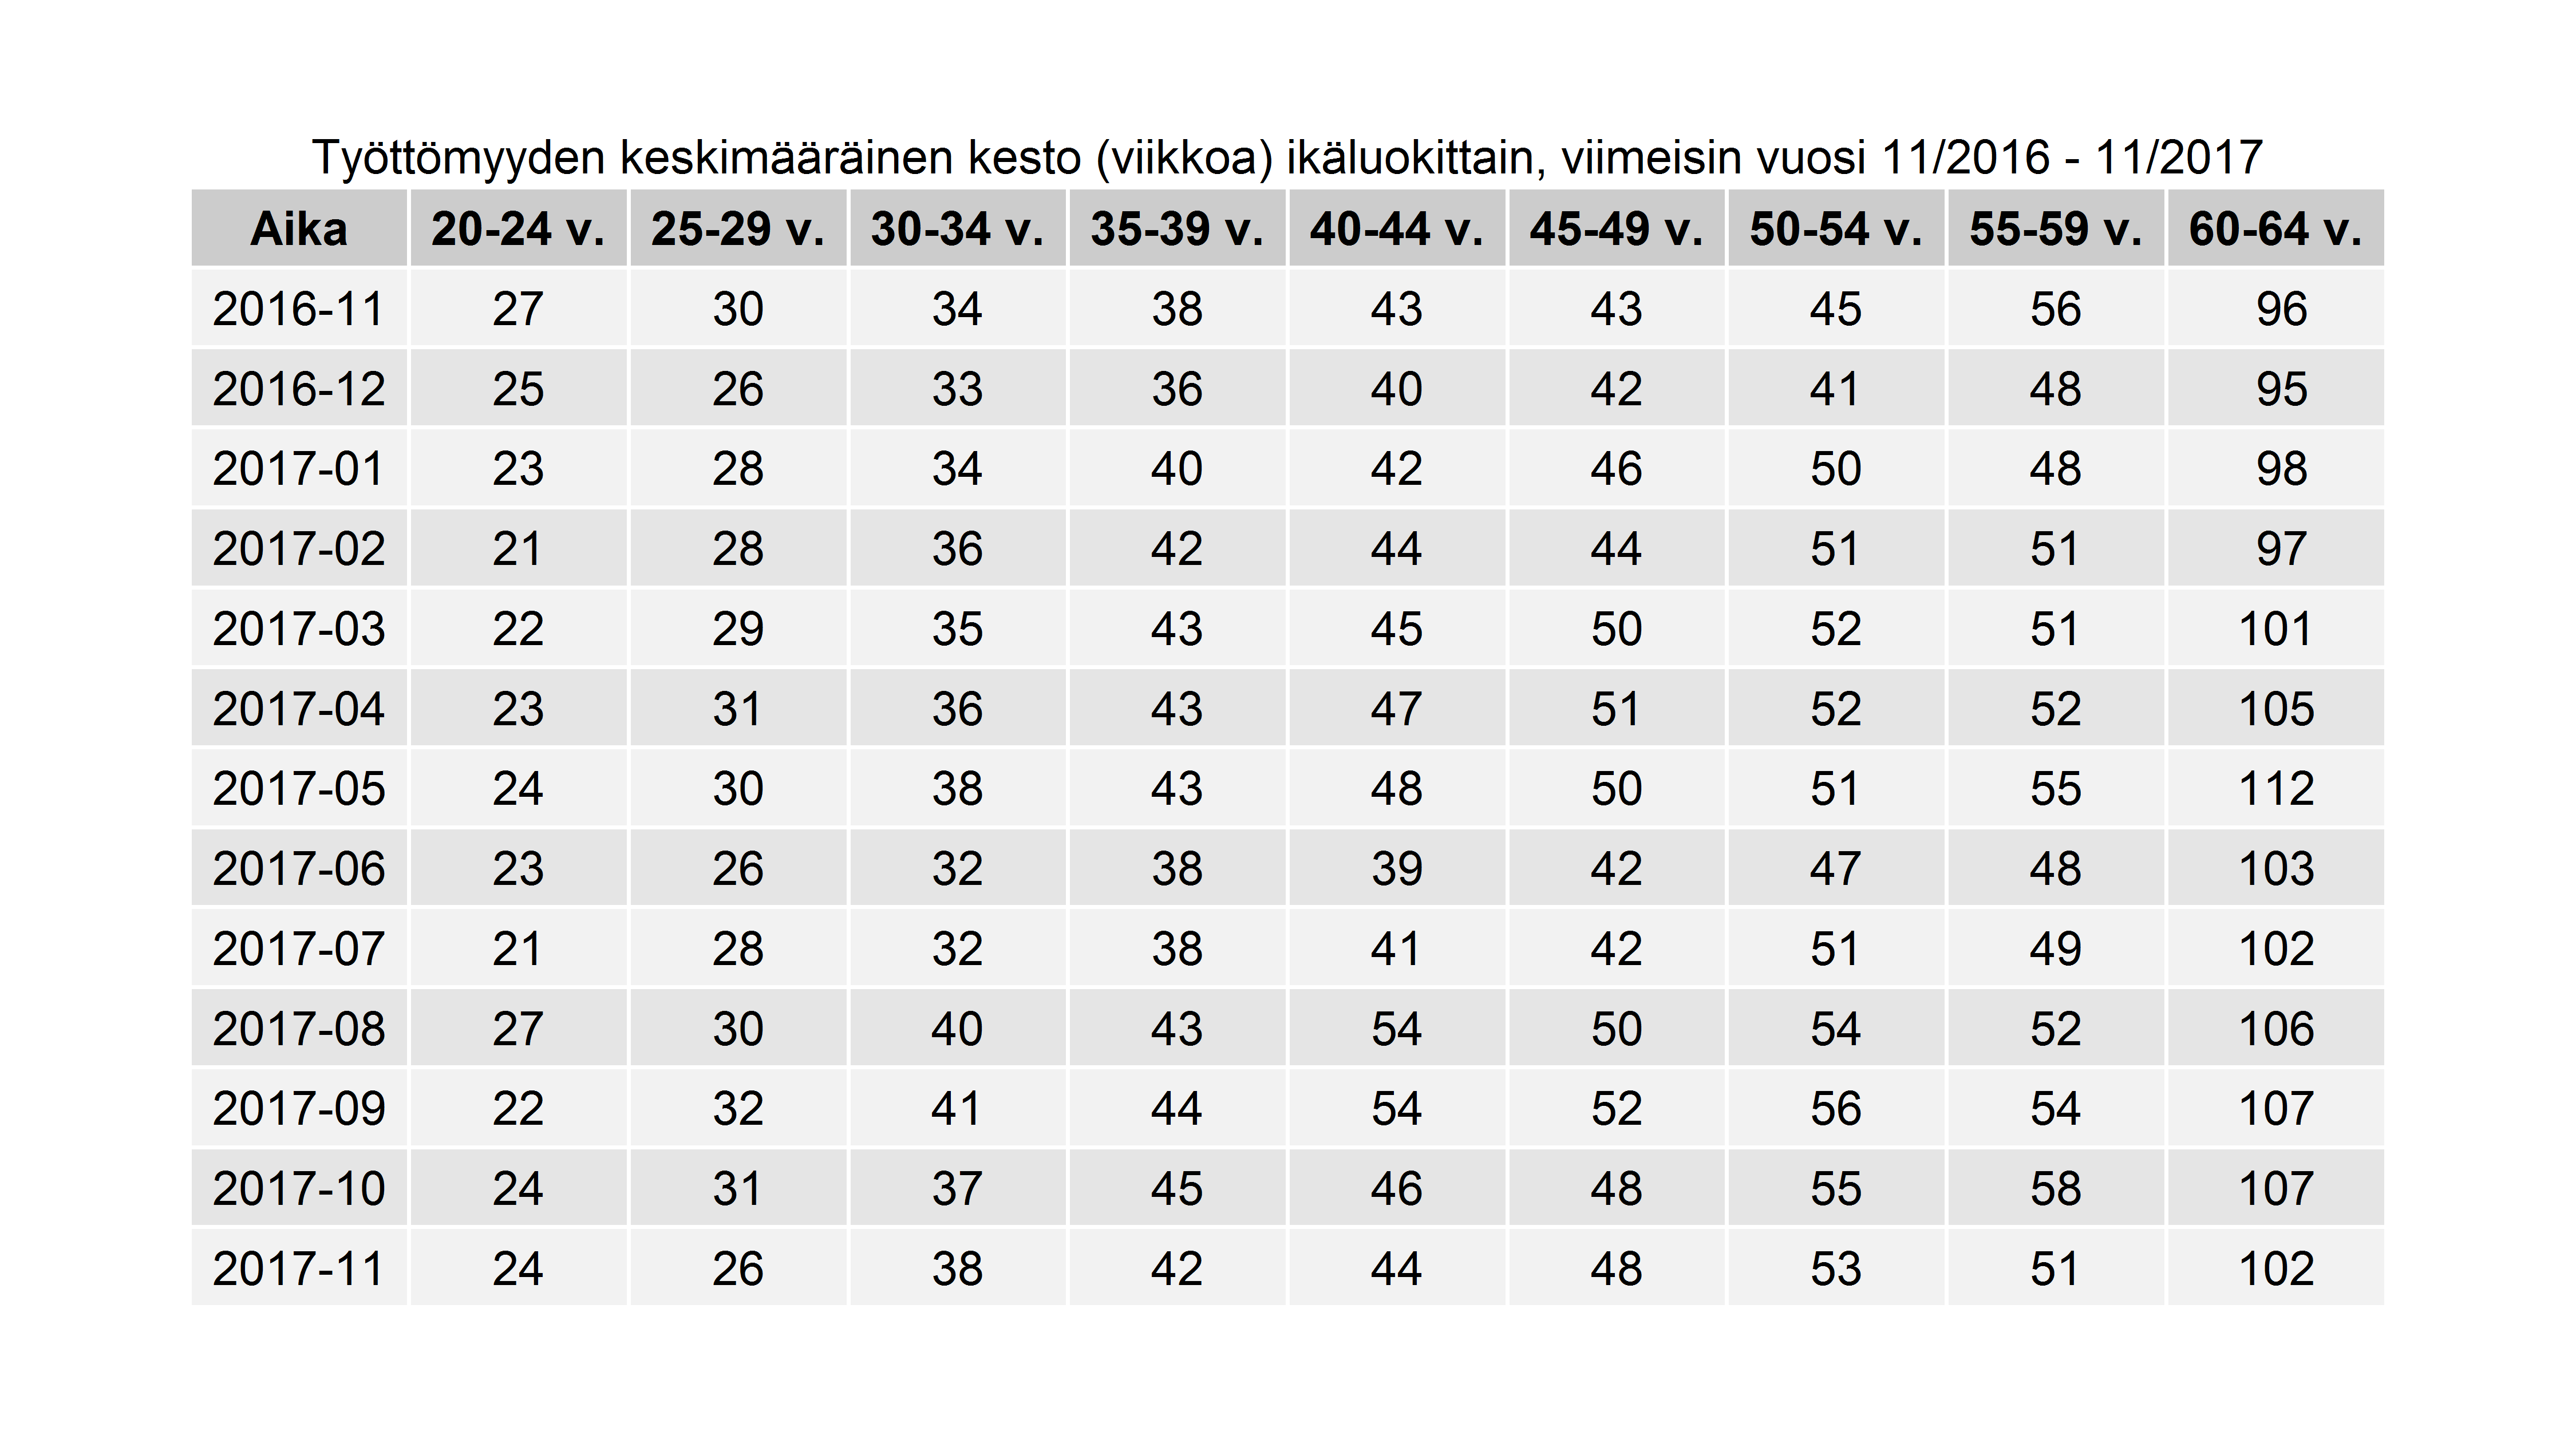 Työttömyyden keskimääräinen kesto (viikkoa) ikäluokittain, viimeisin vuosi 11/2016 - 11/2017
Aika 20-24 v. 25-29 v. 30-34 v. 35-39 v. 40-44 v. 45-49 v. 50-54 v. 55-59 v. 60-64 v.
2016-11 27 30 34 38 43 43 45 56 96
2016-12 25 26 33 36 40 42 41 48 95
2017-01 23 28 34 40 42 46 50 48 98
2017-02 21 28 36 42 44 44 51 51 97
2017-03 22 29 35 43 45 50 52 51 101
2017-04 23 31 36 43 47 51 52 52 105
2017-05 24 30 38 43 48 50 51 55 112
2017-06 23 26 32 38 39 42 47 48 103
2017-07 21 28 32 38 41 42 51 49 102
2017-08 27 30 40 43 54 50 54 52 106
2017-09 22 32 41 44 54 52 56 54 107
2017-10 24 31 37 45 46 48 55 58 107
2017-11 24 26 38 42 44 48 53 51 102